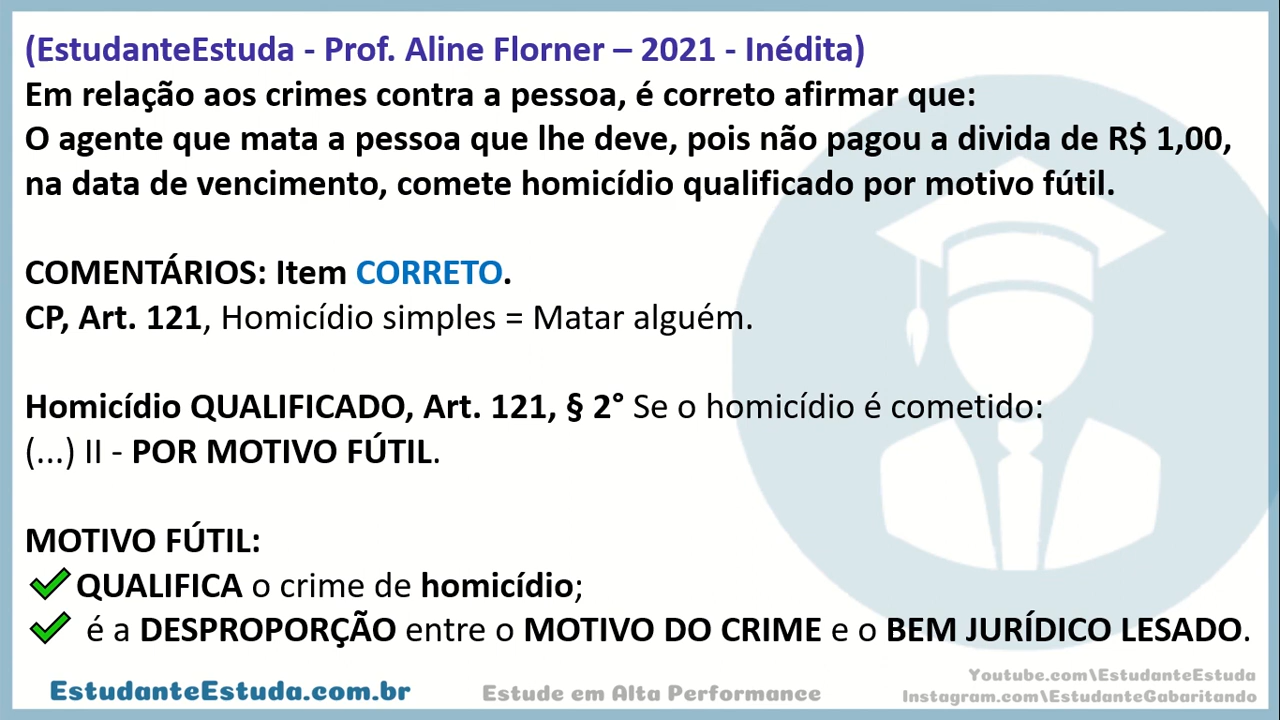 (EstudanteEstuda - Prof. Aline Florner – 2021 - Inédita)
Em relação aos crimes contra a pessoa, é correto afirmar que:
O agente que mata a pessoa que lhe deve, pois não pagou a divida de R$ 1,00,
na data de vencimento, comete homicídio qualificado por motivo fútil.
COMENTÁRIOS: Item CORRETO.
CP, Art. 121, Homicídio simples = Matar alguém.
Homicídio QUALIFICADO, Art. 121, § 2° Se o homicídio é cometido:
(...) II - POR MOTIVO FÚTIL.
MOTIVO FÚTIL:
QUALIFICA o crime de homicídio;
é a DESPROPORÇÃO entre o MOTIVO DO CRIME e o BEM JURÍDICO LESADO.
EstudanteEstuda.com.br
Estude em Alta Performance
Youtube.com\EstudanteEstuda
Instagram.com\EstudanteGabaritando